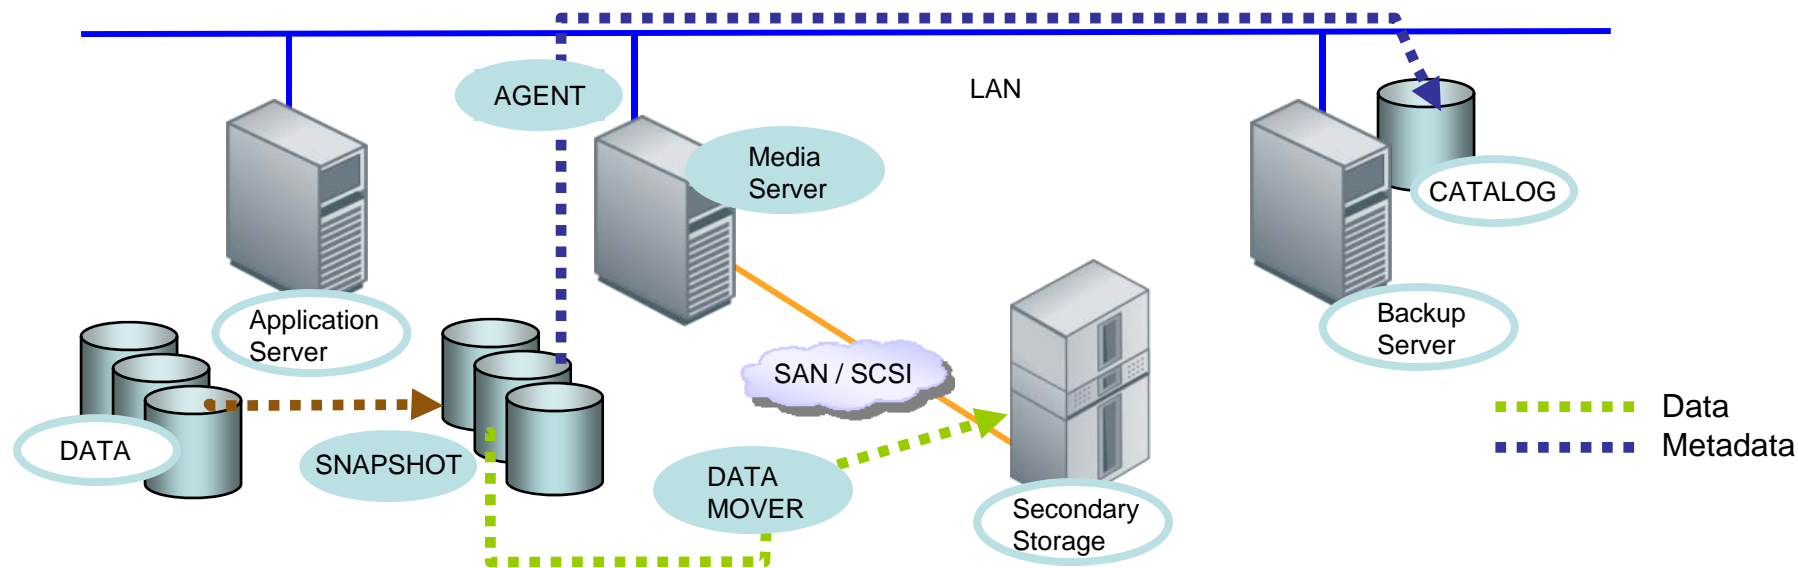 AGENT
LAN
Media
Server
CATALOG
Application
Server
Backup
Server
SAN / SCSI
DATA
SNAPSHOT
DATA
MOVER
Secondary
Storage
Data
Metadata